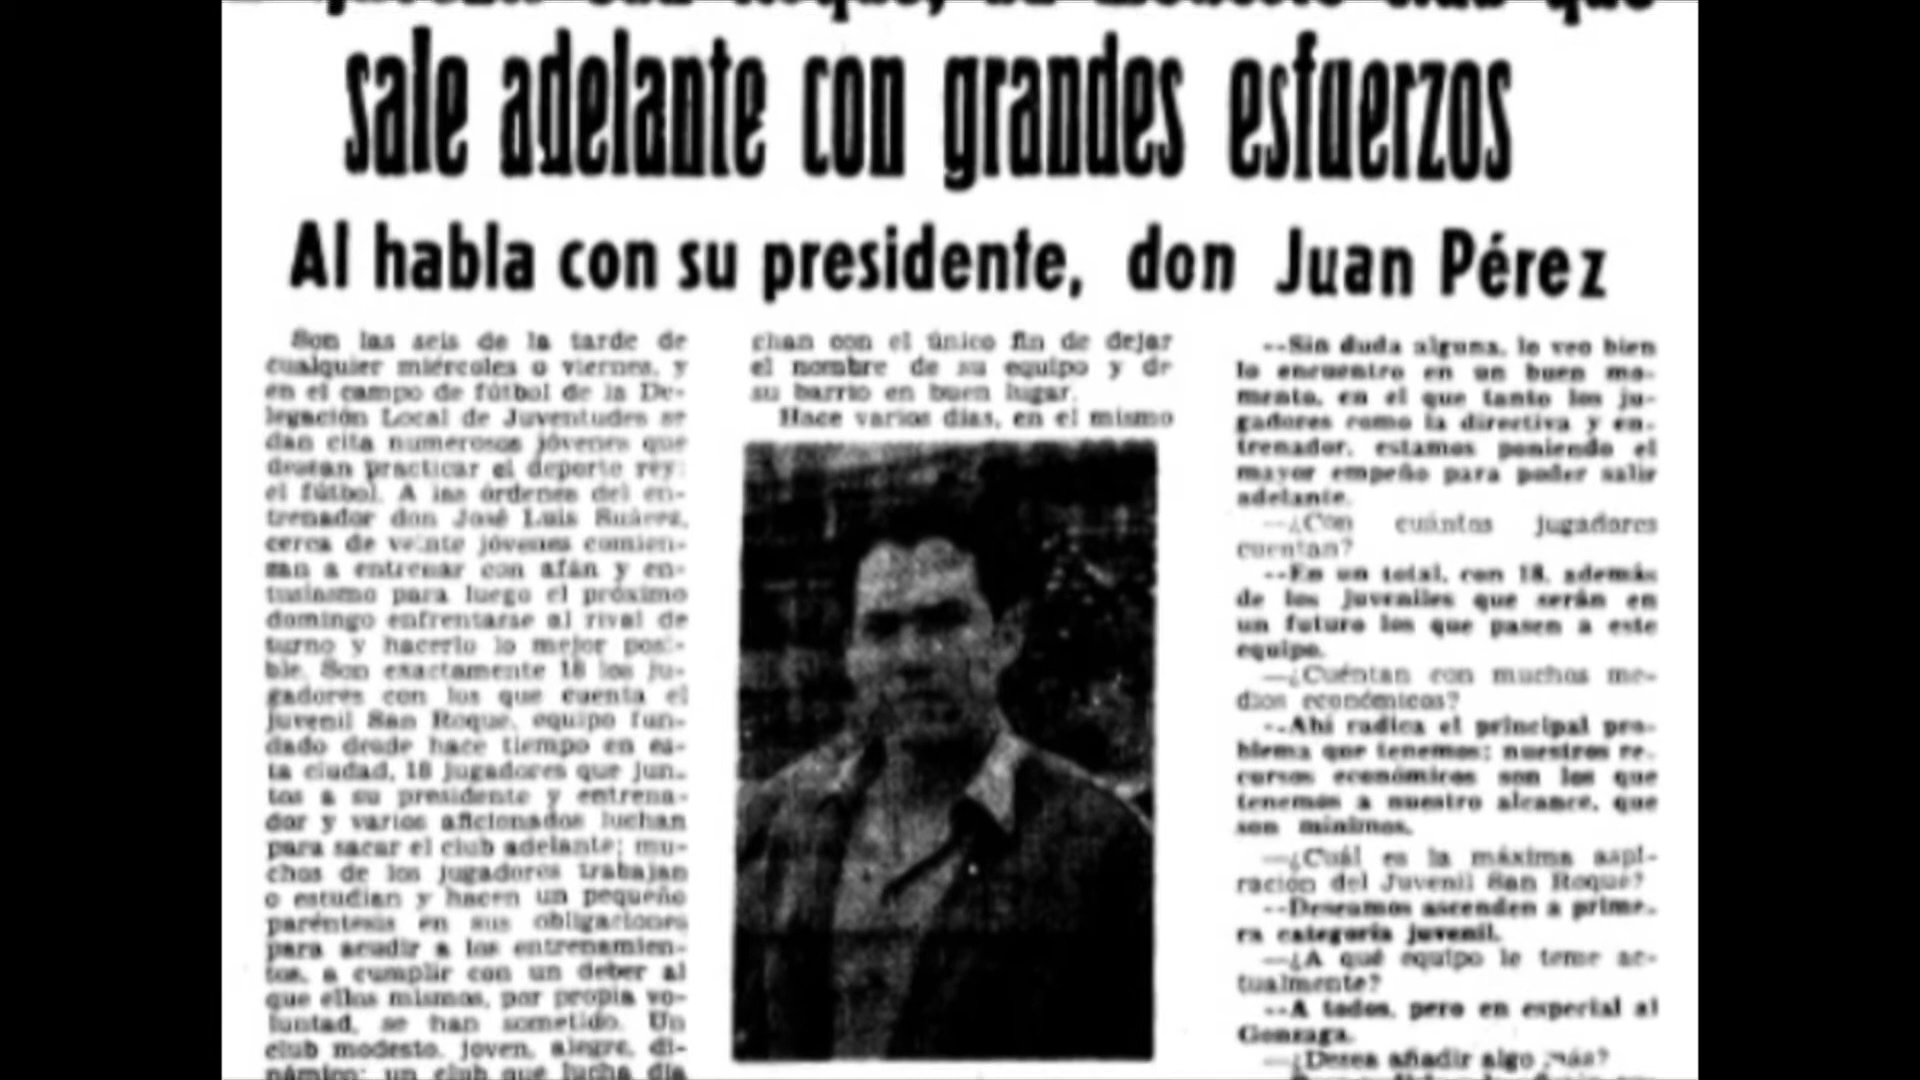 sale adelante con grandes esfuerzos
Al habla con su presidente, don Juan Pérez
Son las seis de la tarde de
cualquier miércoles o viernes, y
en el campo de fútbol de la De-
legación Local de Juventudes se
dan cita numerosos jóvenes que
desean practicar el deporte rey:
el fútbol. A las órdenes del en-
trenador don José Luis Suárez,
cerca de veinte jóvenes comien-
zan a entrenar con afán y en-
tusiasmo para luego el próximo
domingo enfrentarse al rival de
turno y hacerlo lo mejor posi-
ble. Son exactamente 18 los ju-
gadores con los que cuenta el
juvenil San Roque, equipo fun-
dado desde hace tiempo en es-
ta ciudad, 18 jugadores que jun-
tos a su presidente y entrena-
dor y varios aficionados luchan
para sacar el club adelante; mu-
chos de los jugadores trabajan
o estudian y hacen un pequeño
paréntesis en sus obligaciones
para acudir a los entrenamien-
tos, a cumplir con un deber al
que ellos mismos, por propia vo-
luntad, se han sometido. Un
club modesto, joven, alegre, di-
námico; un club que lucha día
chan con el único fin de dejar
el nombre de su equipo y de
su barrio en buen lugar.
Hace varios días, en el mismo
--Sin duda alguna, lo veo bien
lo encuentro en un buen mo-
mento, en el que tanto los ju-
gadores como la directiva y en-
trenador, estamos poniendo el
mayor empeño para poder salir
adelante.
—¿Con cuántos jugadores
cuentan?
--En un total, con 18, además
de los juveniles que serán en
un futuro los que pasen a este
equipo.
—¿Cuéntan con muchos me-
dios económicos?
--Ahí radica el principal pro-
blema que tenemos; nuestros re-
cursos económicos son los que
tenemos a nuestro alcance, que
son mínimos.
—¿Cuál es la máxima aspi-
ración del Juvenil San Roque?
--Deseamos ascenden a prime-
ra categoría juvenil.
—¿A qué equipo le teme ac-
tualmente?
--A todos, pero en especial al
Gonzaga.
—¿Desea añadir algo más?